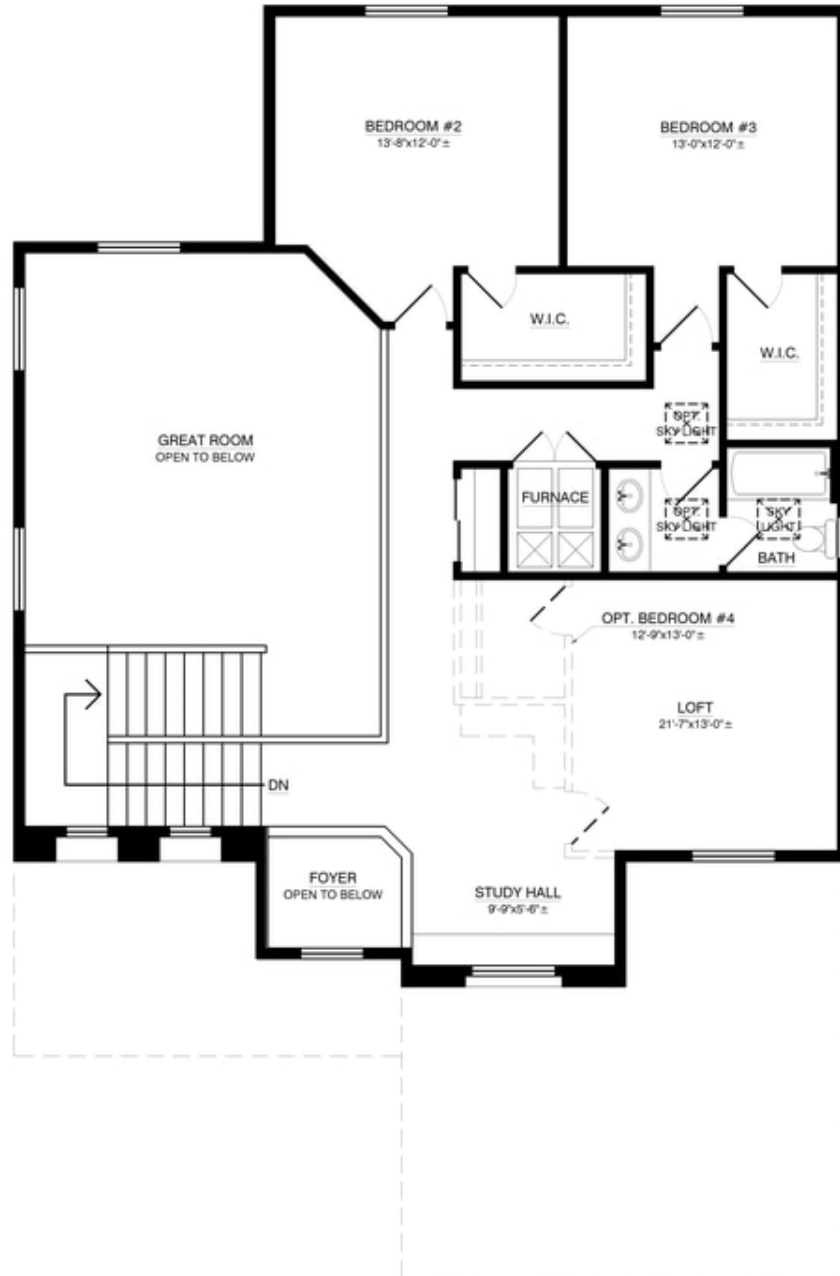 BEDROOM #2
13'-8"x12'-0"±
BEDROOM #3
13'-0"x12'-0"±
W.I.C.
W.I.C.
GREAT ROOM
OPEN TO BELOW
OPT.
SKY LIGHT
FURNACE
OPT.
SKY LIGHT
SKY
LIGHT
BATH
OPT. BEDROOM #4
12'-9"x13'-0"±
LOFT
21'-7"x13'-0"±
DN
FOYER
OPEN TO BELOW
STUDY HALL
9'-9"x5'-6"±